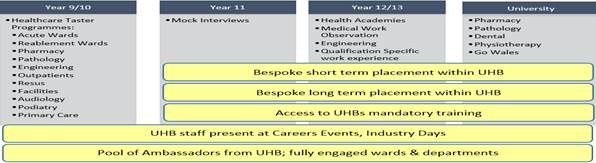 Year 9/10
• Healthcare Taster
Programmes:
• Acute Wards
• Reablement Wards
• Pharmacy
• Pathology
• Engineering
• Outpatients
• Resus
• Facilities
• Audiology
• Podiatry
• Primary Care
Year 11
• Mock Interviews
Year 12/13
• Health Academies
• Medical Work
Observation
• Engineering
• Qualification Specific
work experience
University
• Pharmacy
• Pathology
• Dental
• Physiotherapy
• Go Wales
Bespoke short term placement within UHB
Bespoke long term placement within UHB
Access to UHBs mandatory training
UHB staff present at Careers Events, Industry Days
Pool of Ambassadors from UHB; fully engaged wards & departments